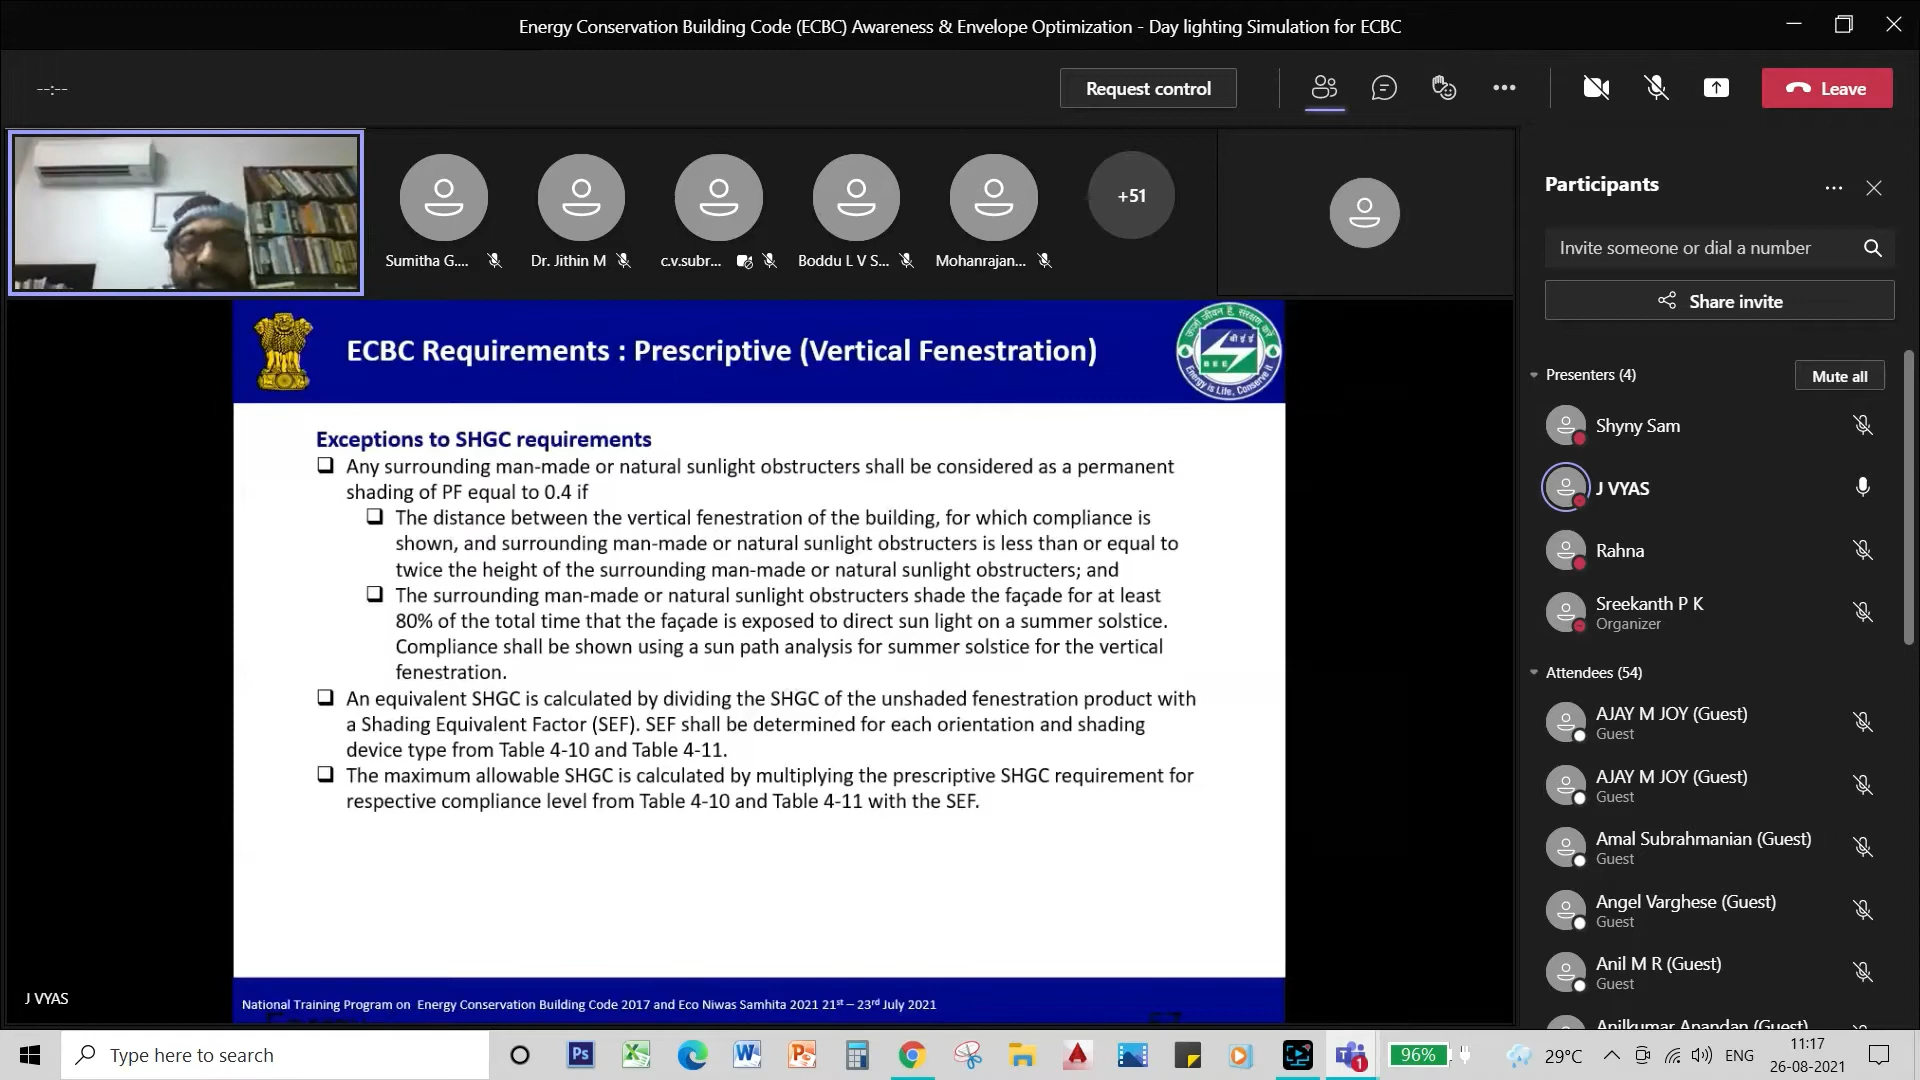 Energy Conservation Building Code (ECBC) Awareness & Envelope Optimization - Day lighting Simulation for ECBC
--:--
Request control
Leave
Sumitha G....
Dr. Jithin M
c.v.subr...
Boddu L V S...
Mohanrajan...
+51
Participants
Invite someone or dial a number
Share invite
Presenters (4)
Mute all
Shyny Sam
J VYAS
Rahna
Sreekanth P K
Organizer
Attendees (54)
AJAY M JOY (Guest)
Guest
AJAY M JOY (Guest)
Guest
Amal Subrahmanian (Guest)
Guest
Angel Varghese (Guest)
Guest
Anil M R (Guest)
Guest
Anilkumar Anandan (Guest)
ECBC Requirements : Prescriptive (Vertical Fenestration)
Energy is Life, Conserve it
Exceptions to SHGC requirements
Any surrounding man-made or natural sunlight obstructers shall be considered as a permanent
shading of PF equal to 0.4 if
The distance between the vertical fenestration of the building, for which compliance is
shown, and surrounding man-made or natural sunlight obstructers is less than or equal to
twice the height of the surrounding man-made or natural sunlight obstructers; and
The surrounding man-made or natural sunlight obstructers shade the façade for at least
80% of the total time that the façade is exposed to direct sun light on a summer solstice.
Compliance shall be shown using a sun path analysis for summer solstice for the vertical
fenestration.
An equivalent SHGC is calculated by dividing the SHGC of the unshaded fenestration product with
a Shading Equivalent Factor (SEF). SEF shall be determined for each orientation and shading
device type from Table 4-10 and Table 4-11.
The maximum allowable SHGC is calculated by multiplying the prescriptive SHGC requirement for
respective compliance level from Table 4-10 and Table 4-11 with the SEF.
J VYAS
National Training Program on Energy Conservation Building Code 2017 and Eco Niwas Samhita 2021 21st – 23rd July 2021
Type here to search
Ps
96%
29°C
ENG
11:17
26-08-2021